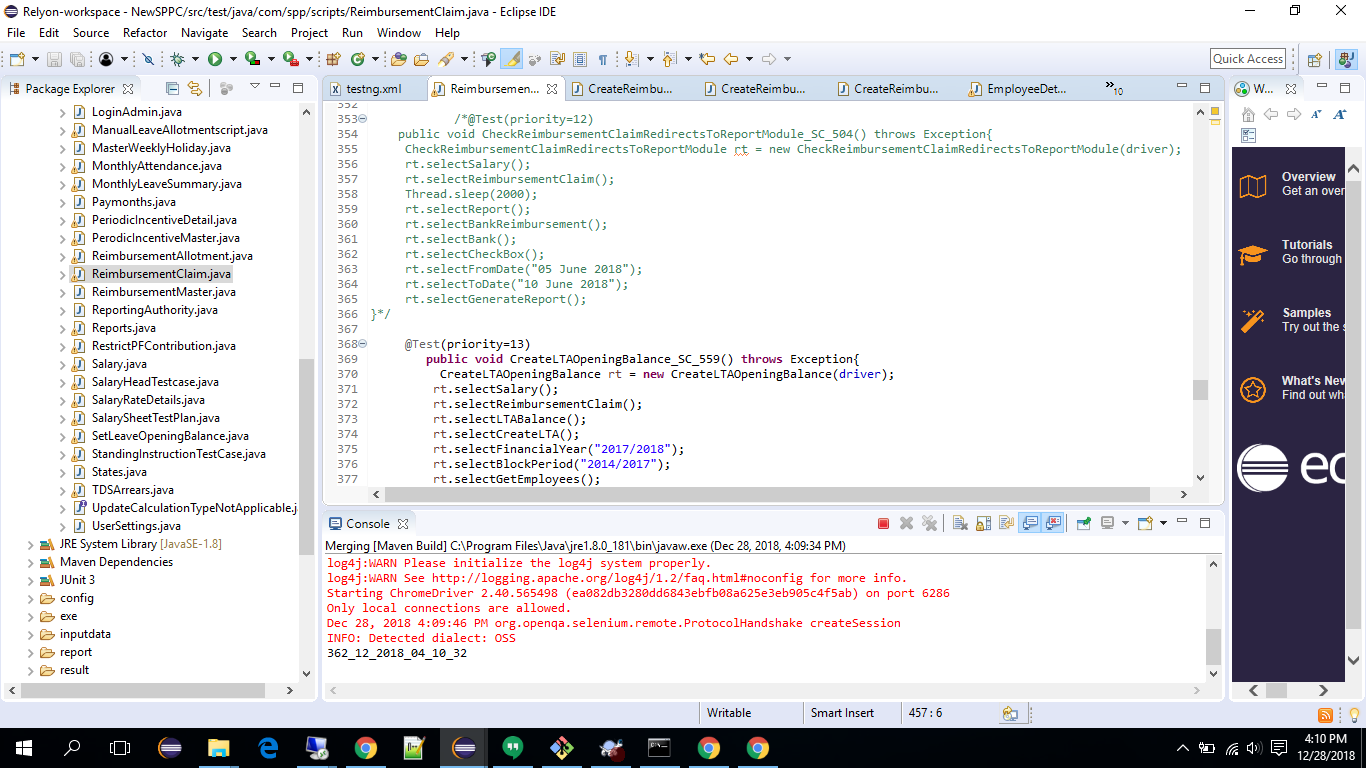 Relyon-workspace - NewSPPC/src/test/java/com/spp/scripts/ReimbursementClaim.java - Eclipse IDE
File Edit Source Refactor Navigate Search Project Run Window Help
Quick Access
Package Explorer
LoginAdmin.java
ManualLeaveAllotmentscript.java
MasterWeeklyHoliday.java
MonthlyAttendance.java
MonthlyLeaveSummary.java
Paymonths.java
PeriodicIncentiveDetail.java
PerodicIncentiveMaster.java
ReimbursementAllotment.java
ReimbursementClaim.java
ReimbursementMaster.java
ReportingAuthority.java
Reports.java
RestrictPFContribution.java
Salary.java
SalaryHeadTestcase.java
SalaryRateDetails.java
SalarySheetTestPlan.java
SetLeaveOpeningBalance.java
StandingInstructionTestCase.java
States.java
TDSArrears.java
UpdateCalculationTypeNotApplicable.j
UserSettings.java
JRE System Library [JavaSE-1.8]
Maven Dependencies
JUnit 3
config
exe
inputdata
report
result
testng.xml Reimbursemen... CreateReimbu... CreateReimbu... CreateReimbu... EmployeeDet... »10
352
353 /*@Test(priority=12)
354 public void CheckReimbursementClaimRedirectsToReportModule_SC_504() throws Exception{
355 CheckReimbursementClaimRedirectsToReportModule rt = new CheckReimbursementClaimRedirectsToReportModule(driver);
356 rt.selectSalary();
357 rt.selectReimbursementClaim();
358 Thread.sleep(2000);
359 rt.selectReport();
360 rt.selectBankReimbursement();
361 rt.selectBank();
362 rt.selectCheckBox();
363 rt.selectFromDate("05 June 2018");
364 rt.selectToDate("10 June 2018");
365 rt.selectGenerateReport();
366 }*/
367
368 @Test(priority=13)
369 public void CreateLTAOpeningBalance_SC_559() throws Exception{
370 CreateLTAOpeningBalance rt = new CreateLTAOpeningBalance(driver);
371 rt.selectSalary();
372 rt.selectReimbursementClaim();
373 rt.selectLTABalance();
374 rt.selectCreateLTA();
375 rt.selectFinancialYear("2017/2018");
376 rt.selectBlockPeriod("2014/2017");
377 rt.selectGetEmployees();
Console
Merging [Maven Build] C:\Program Files\Java\jre1.8.0_181\bin\javaw.exe (Dec 28, 2018, 4:09:34 PM)
log4j:WARN Please initialize the log4j system properly.
log4j:WARN See http://logging.apache.org/log4j/1.2/faq.html#noconfig for more info.
Starting ChromeDriver 2.40.565498 (ea082db3280dd6843ebfb08a625e3eb905c4f5ab) on port 6286
Only local connections are allowed.
Dec 28, 2018 4:09:46 PM org.openqa.selenium.remote.ProtocolHandshake createSession
INFO: Detected dialect: OSS
362_12_2018_04_10_32
W...
Overview
Get an over
Tutorials
Go through
Samples
Try out the s
What's New
Find out wh
ec
Writable Smart Insert 457 : 6
4:10 PM
12/28/2018